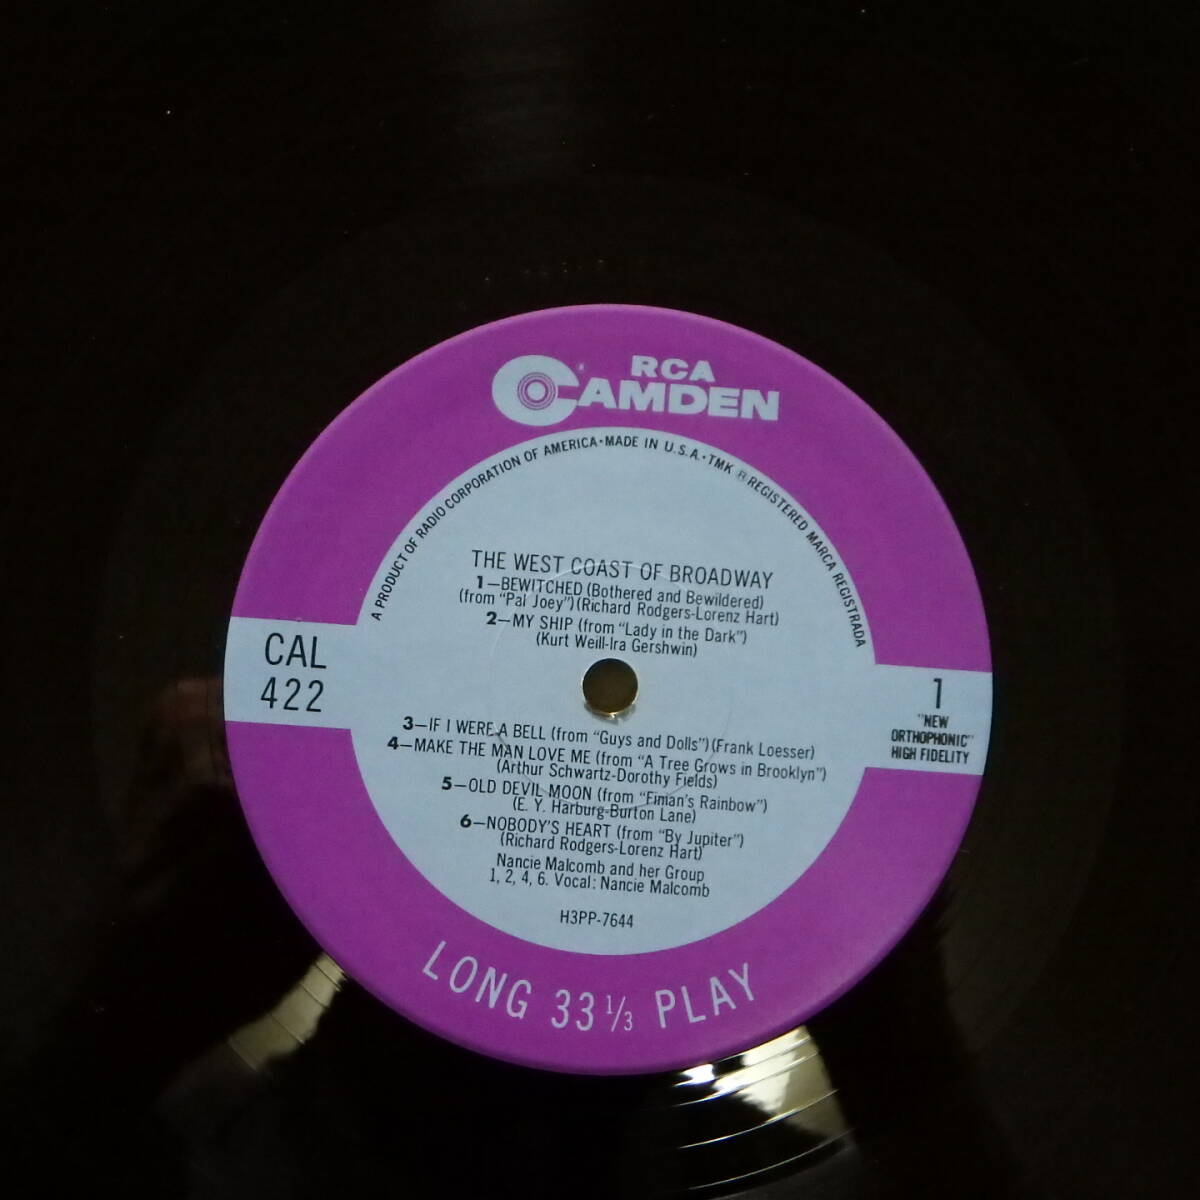 RCA
CAMDEN
A PRODUCT OF RADIO CORPORATION OF AMERICA•MADE IN U.S.A.•TMK ® REGISTERED MARCA REGISTRADA
THE WEST COAST OF BROADWAY
1—BEWITCHED (Bothered and Bewildered)
(from "Pal Joey") (Richard Rodgers-Lorenz Hart)
2—MY SHIP (from "Lady in the Dark")
(Kurt Weill-Ira Gershwin)
CAL
422
1
"NEW
ORTHOPHONIC"
HIGH FIDELITY
3—IF I WERE A BELL (from "Guys and Dolls") (Frank Loesser)
4—MAKE THE MAN LOVE ME (from "A Tree Grows in Brooklyn")
(Arthur Schwartz-Dorothy Fields)
5—OLD DEVIL MOON (from "Finian's Rainbow")
(E. Y. Harburg-Burton Lane)
6—NOBODY'S HEART (from "By Jupiter")
(Richard Rodgers-Lorenz Hart)
Nancie Malcomb and her Group
1, 2, 4, 6. Vocal: Nancie Malcomb
H3PP-7644
LONG 33 1/3 PLAY